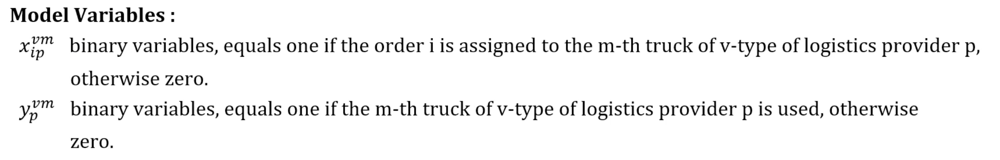 Model Variables :
x_{ip}^{vm} binary variables, equals one if the order i is assigned to the m-th truck of v-type of logistics provider p,
otherwise zero.
y_{p}^{vm} binary variables, equals one if the m-th truck of v-type of logistics provider p is used, otherwise
zero.